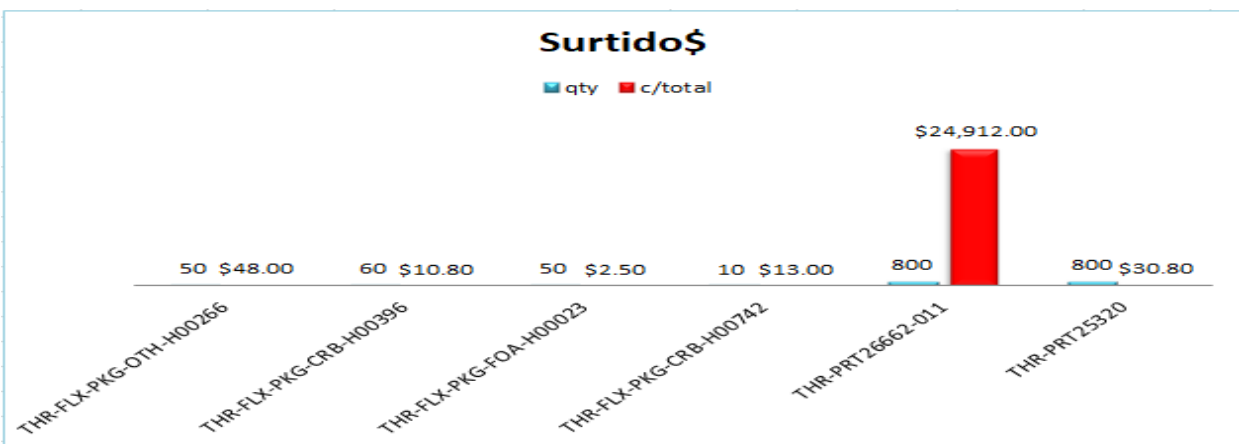 Surtido$
qty c/total
$24,912.00
50 $48.00 60 $10.80 50 $2.50 10 $13.00 800 800 $30.80
THR-FLX-PKG-OTH-H00266
THR-FLX-PKG-CRB-H00396
THR-FLX-PKG-FOA-H00023
THR-FLX-PKG-CRB-H00742
THR-PRT26662-011
THR-PRT25320